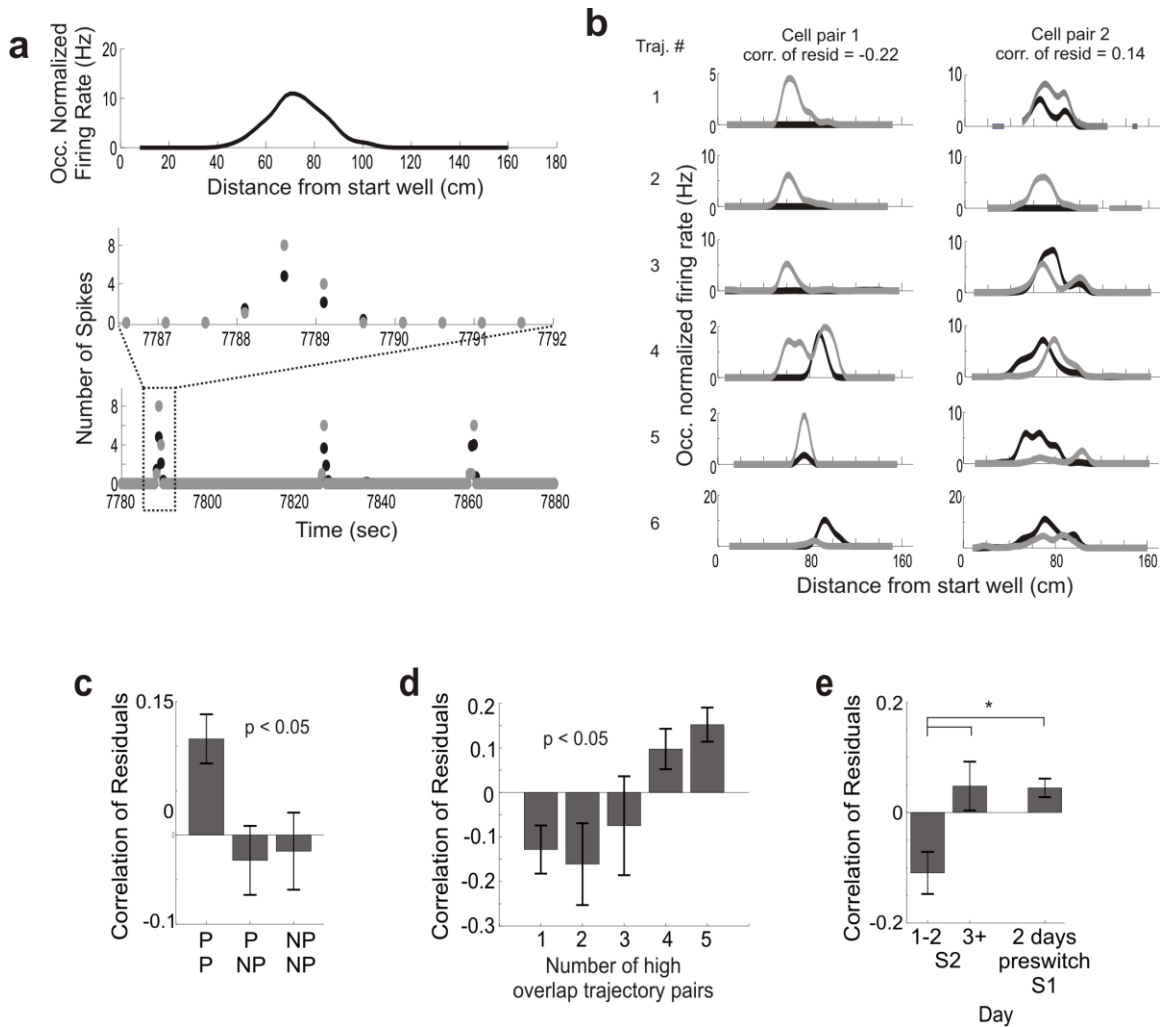 a
Occ. Normalized
Firing Rate (Hz)
20
10
0
0 20 40 60 80 100 120 140 160 180
Distance from start well (cm)
Number of Spikes
8
4
0
7787 7788 7789 7790 7791 7792
8
4
0
7780 7800 7820 7840 7860 7880
Time (sec)
b
Traj. #
Cell pair 1
corr. of resid = -0.22
Cell pair 2
corr. of resid = 0.14
Occ. normalized firing rate (Hz)
1
5
0
10
0
2
10
0
10
0
3
10
0
10
0
4
2
1
0
10
0
5
2
1
0
10
0
6
20
0 80 160
20
10
0
0 80 160
Distance from start well (cm)
c
Correlation of Residuals
0.15
0
-0.1
p < 0.05
P P NP
P NP NP
d
Correlation of Residuals
0.2
0.1
0
-0.1
-0.2
-0.3
p < 0.05
1 2 3 4 5
Number of high
overlap trajectory pairs
e
Correlation of Residuals
0.2
0
-0.2
*
1-2 3+ 2 days
S2 preswitch
S1
Day